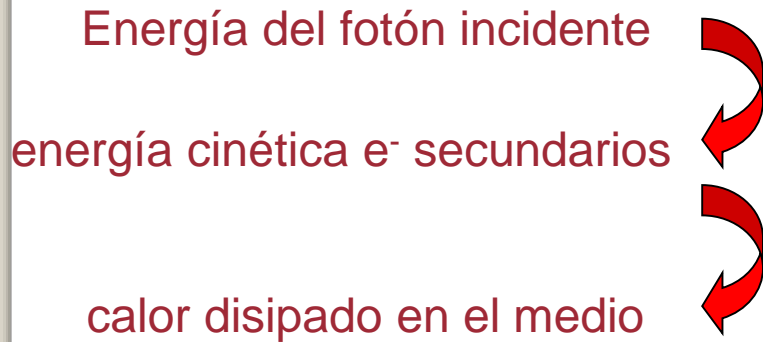 Energía del fotón incidente
energía cinética e⁻ secundarios
calor disipado en el medio